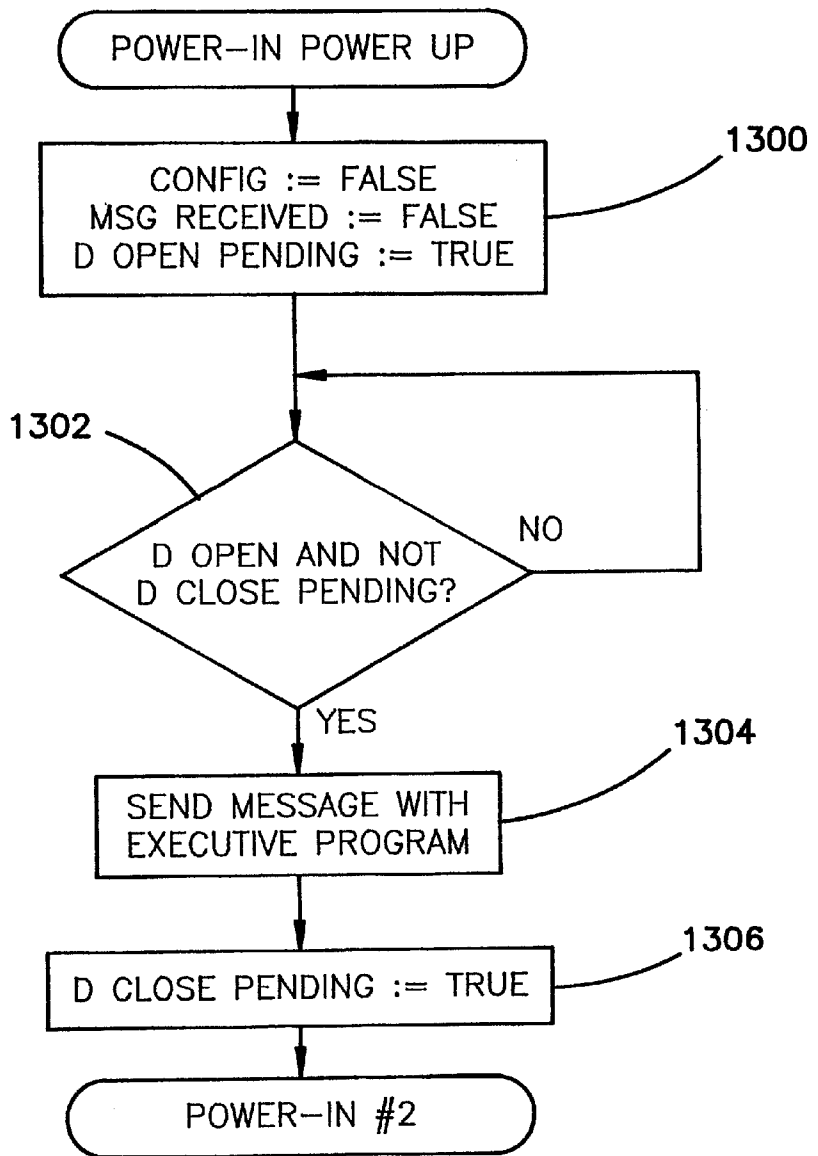 POWER-IN POWER UP
1300
CONFIG := FALSE
MSG RECEIVED := FALSE
D OPEN PENDING := TRUE
1302
D OPEN AND NOT
D CLOSE PENDING?
NO
YES
1304
SEND MESSAGE WITH
EXECUTIVE PROGRAM
1306
D CLOSE PENDING := TRUE
POWER-IN #2